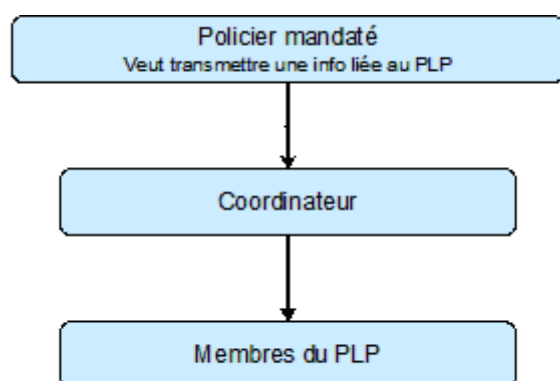 Policier mandaté
Veut transmettre une info liée au PLP
Coordinateur
Membres du PLP